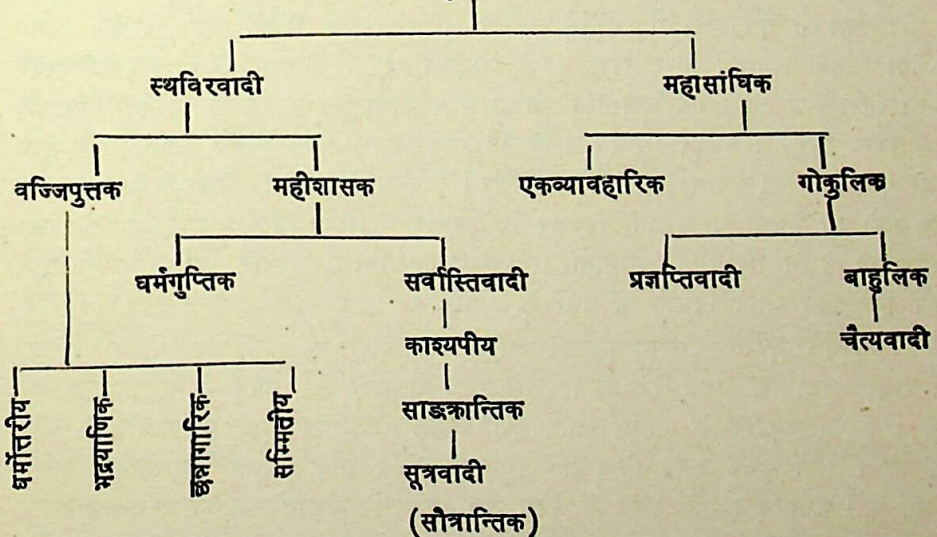 स्थविरवादी महासांघिक
वज्जिपुत्तक महीशासक एकव्यावहारिक गोकुलिक
धर्मगुप्तिक सर्वास्तिवादी प्रज्ञप्तिवादी बाहुलिक
काश्यपीय चैत्यवादी
धर्मोत्तरीय
भद्रयाणिक
छन्नागारिक
सम्मितीय
साङक्रान्तिक
सूत्रवादी
(सौत्रान्तिक)